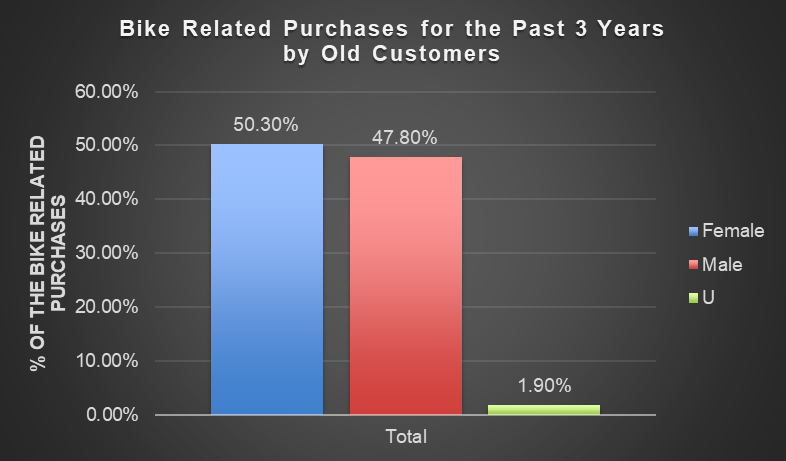 Bike Related Purchases for the Past 3 Years
by Old Customers
% OF THE BIKE RELATED
PURCHASES
60.00%
50.00%
40.00%
30.00%
20.00%
10.00%
0.00%
50.30%
47.80%
1.90%
Total
Female
Male
U